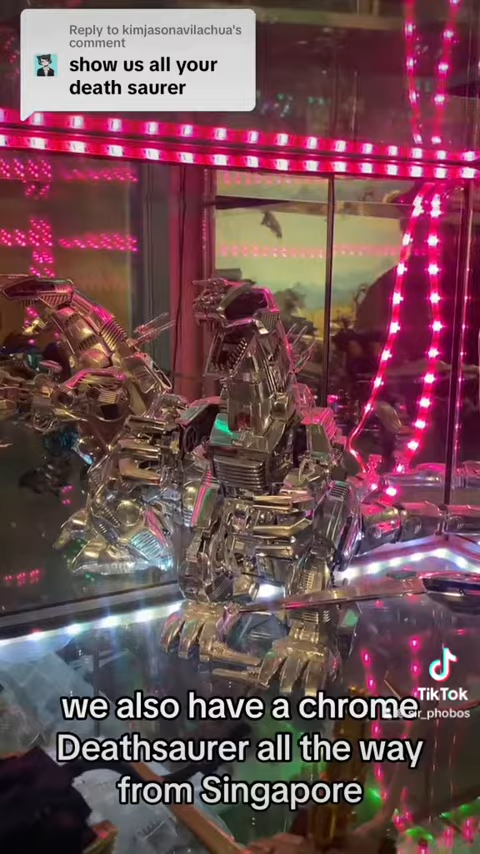 Reply to kimjasonavilachua's
comment
show us all your
death saurer
we also have a chrome
Deathsaurer all the way
from Singapore
TikTok